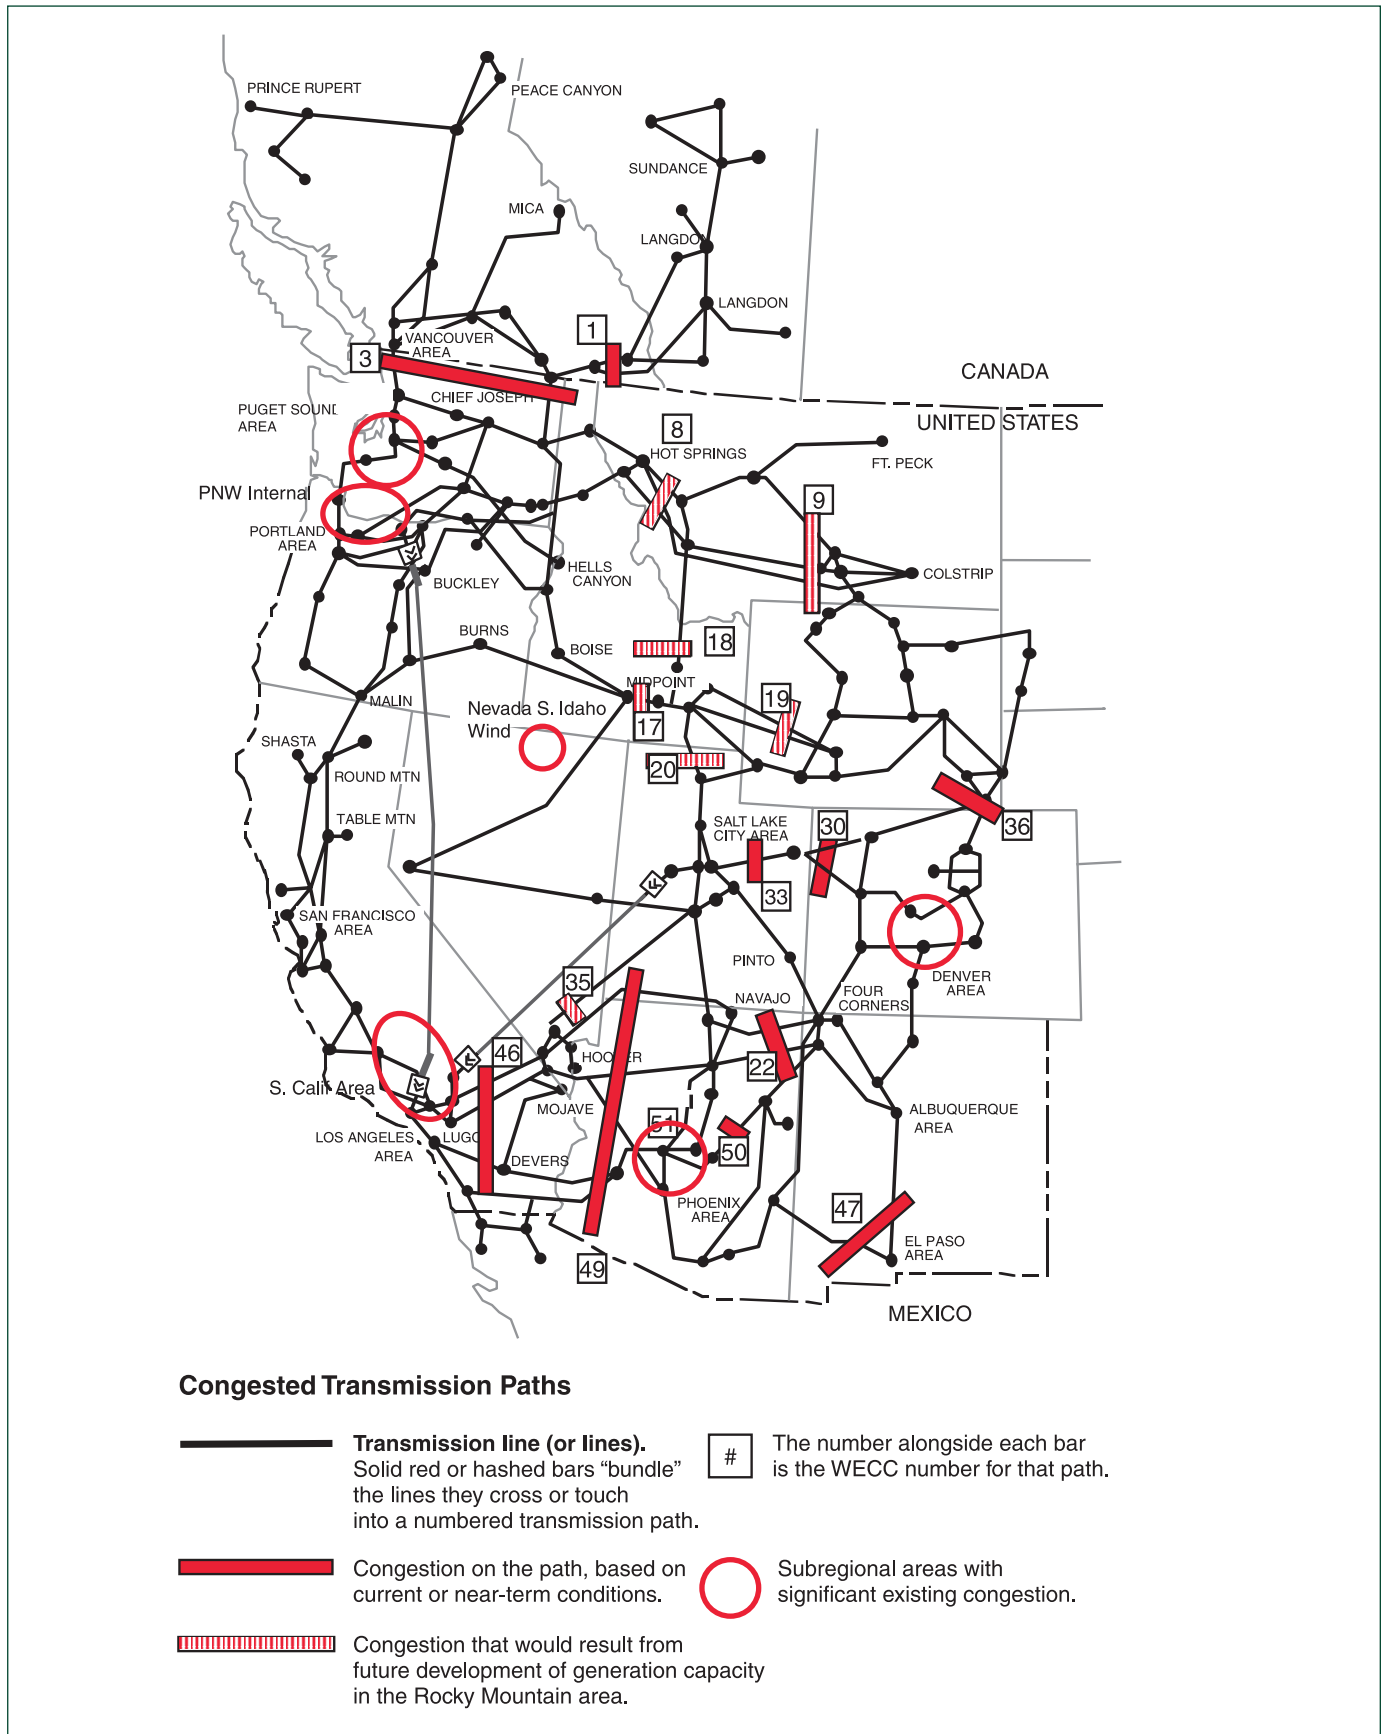 PRINCE RUPERT
PEACE CANYON
SUNDANCE
MICA
LANGDON
LANGDON
1
VANCOUVER
AREA
3
CANADA
CHIEF JOSEPH
PUGET SOUND
AREA
UNITED STATES
8
HOT SPRINGS
FT. PECK
PNW Internal
9
PORTLAND
AREA
HELLS
CANYON
BUCKLEY
COLSTRIP
BURNS
BOISE
18
MIDPOINT
MALIN
19
Nevada S. Idaho
Wind
17
SHASTA
ROUND MTN
20
TABLE MTN
SALT LAKE
CITY AREA
30
36
33
SAN FRANCISCO
AREA
PINTO
35
NAVAJO
FOUR
CORNERS
DENVER
AREA
46
HOOVER
22
S. Calif Area
MOJAVE
51
ALBUQUERQUE
AREA
LOS ANGELES
AREA
LUGO
50
DEVERS
PHOENIX
AREA
47
EL PASO
AREA
49
MEXICO
Congested Transmission Paths
Transmission line (or lines).
Solid red or hashed bars “bundle”
the lines they cross or touch
into a numbered transmission path.
#
The number alongside each bar
is the WECC number for that path.
Congestion on the path, based on
current or near-term conditions.
Subregional areas with
significant existing congestion.
Congestion that would result from
future development of generation capacity
in the Rocky Mountain area.